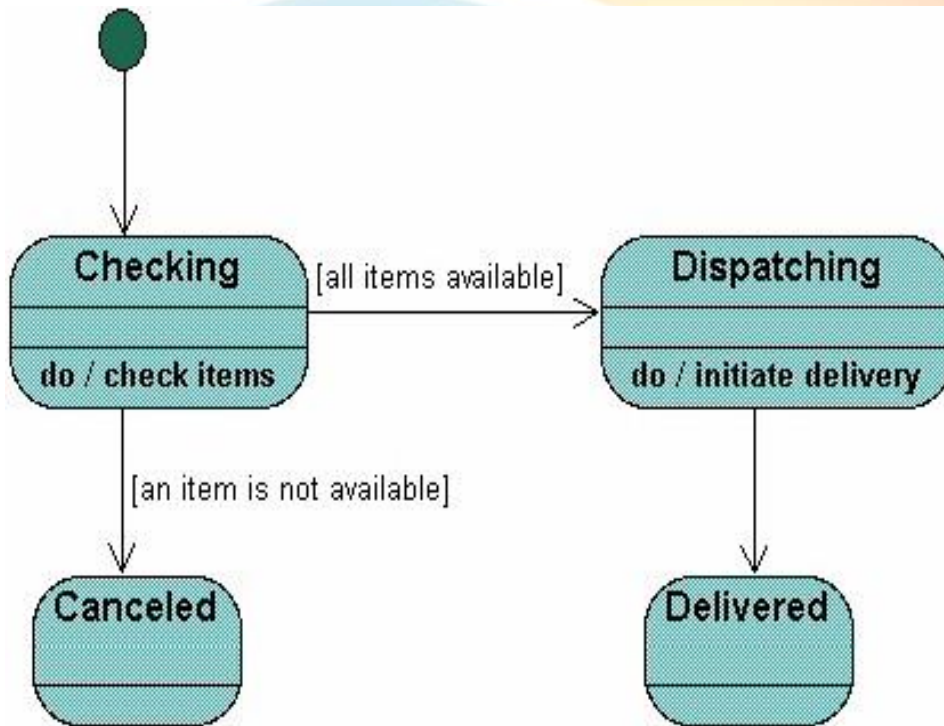 Checking
[all items available]
Dispatching
do / check items
do / initiate delivery
[an item is not available]
Canceled
Delivered